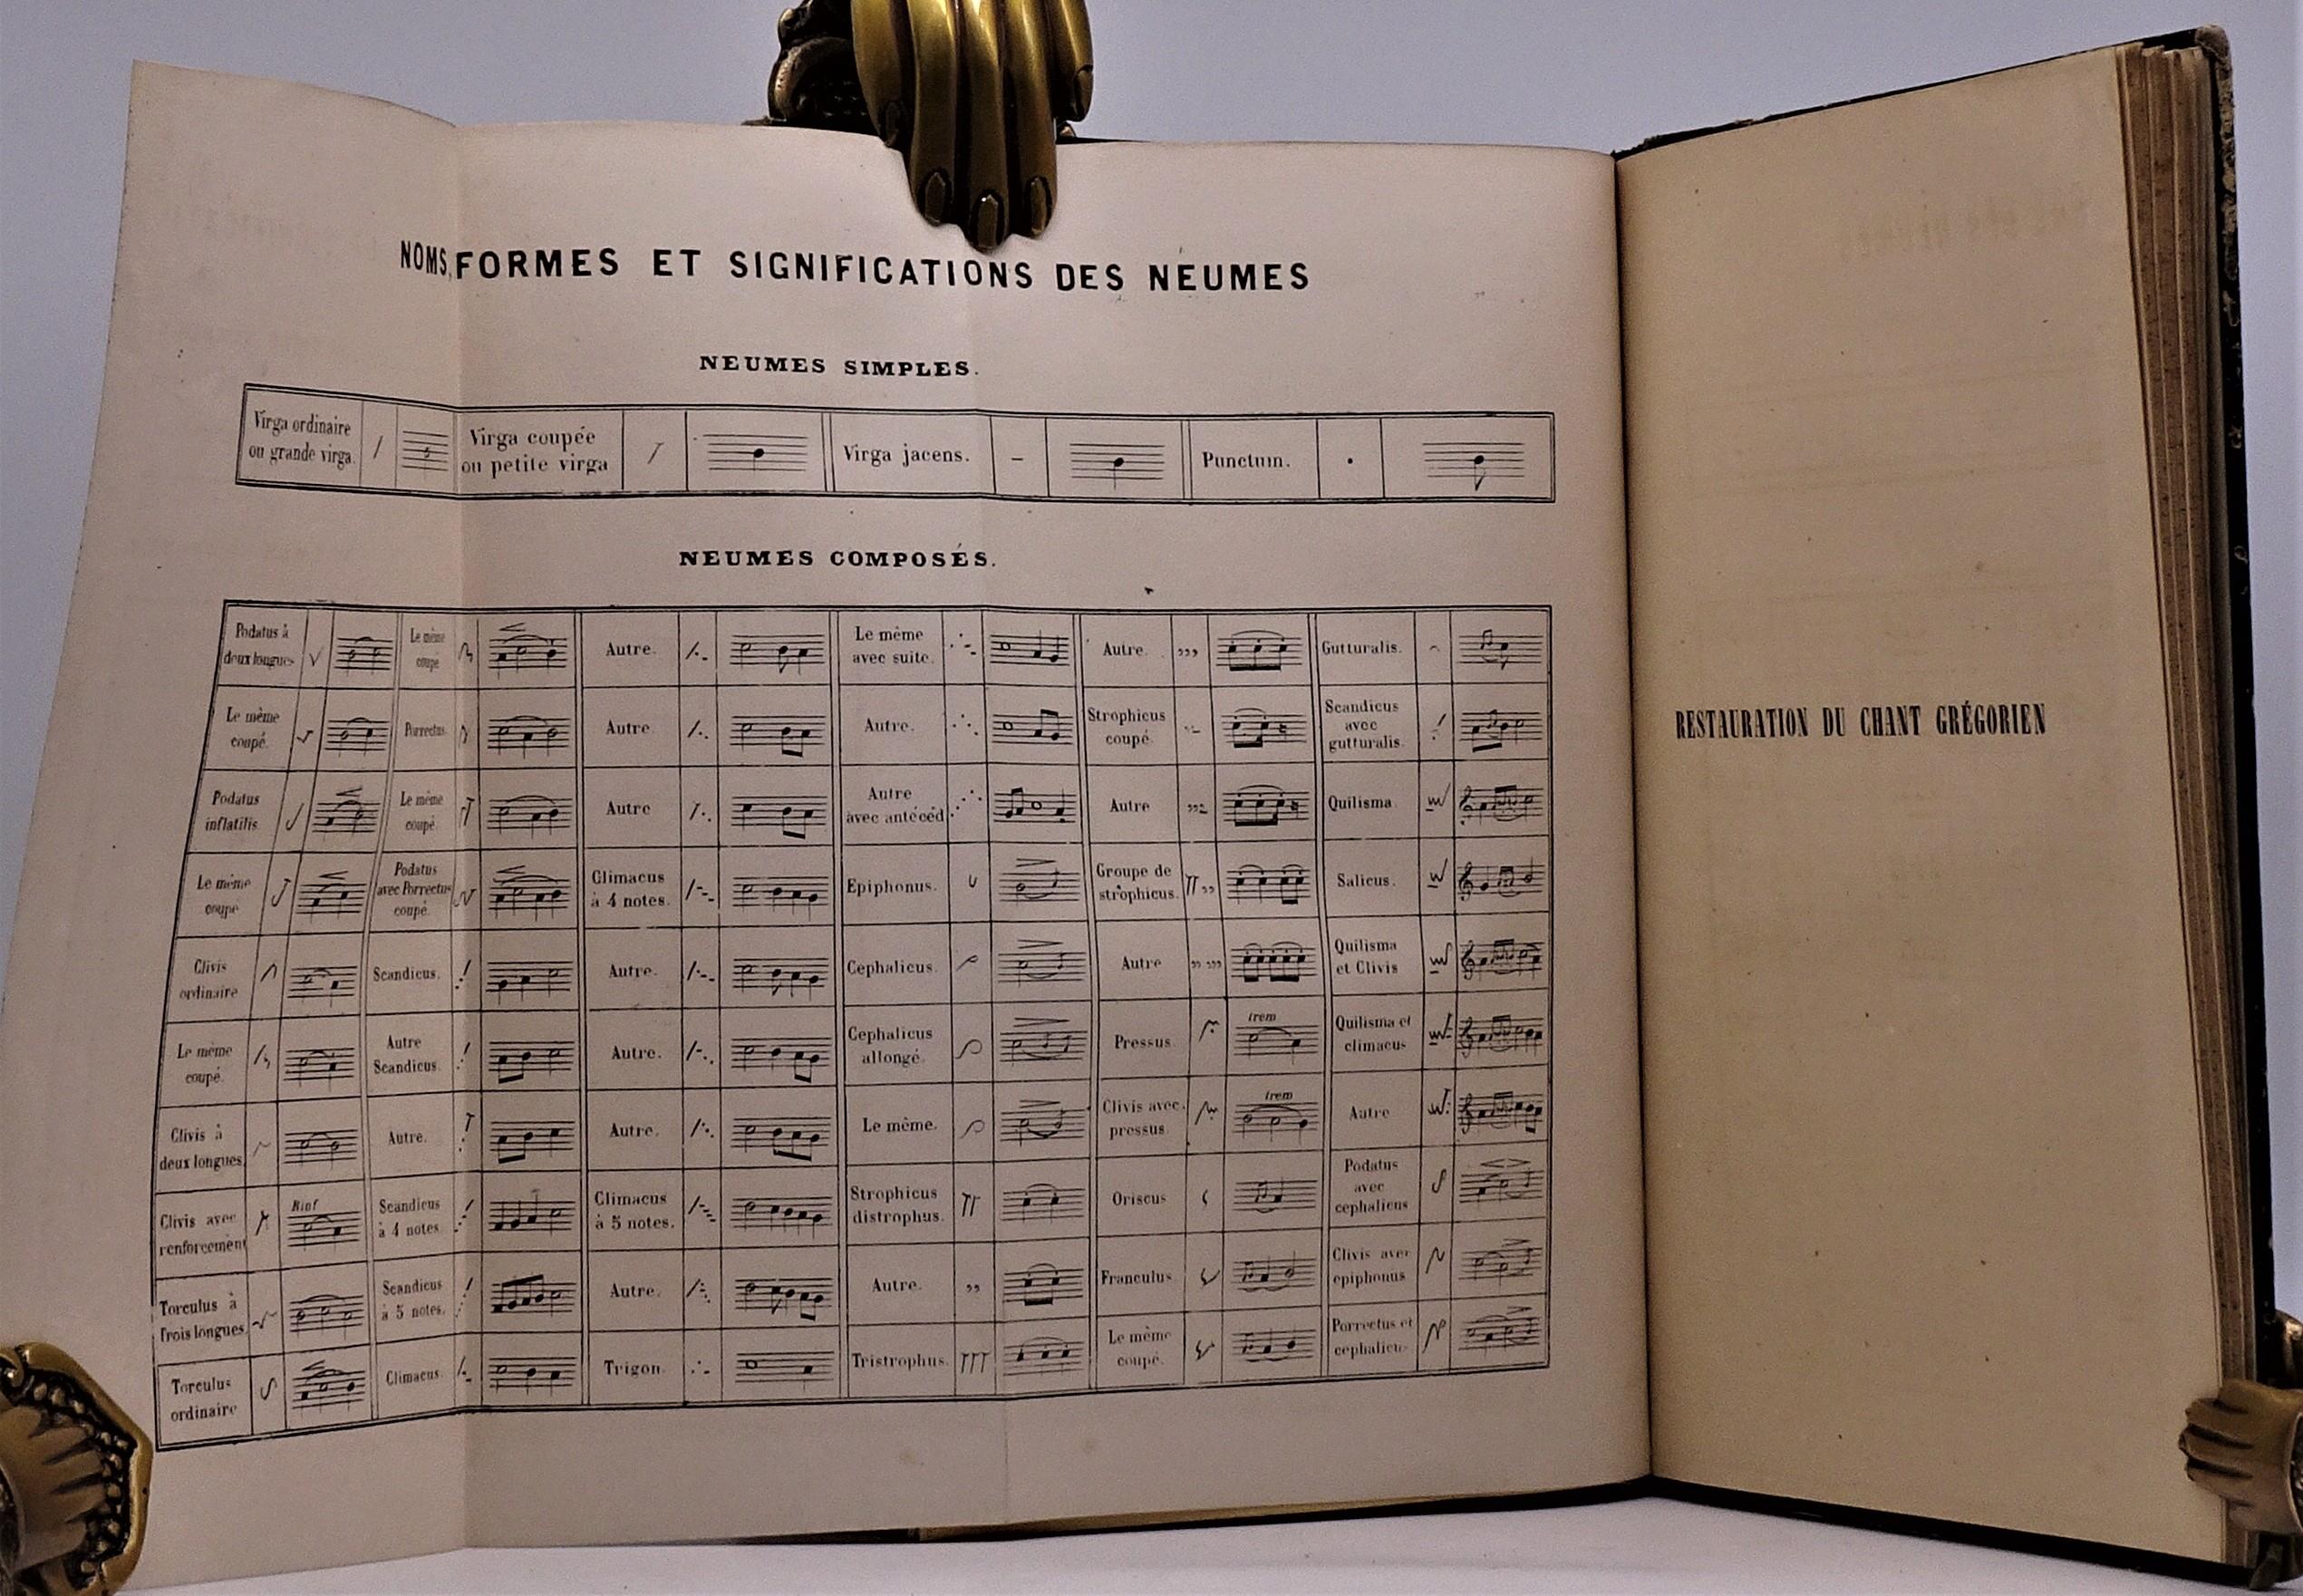 NOMS, FORMES ET SIGNIFICATIONS DES NEUMES
NEUMES SIMPLES.
Virga ordinaire
ou grande virga.
Virga coupée
ou petite virga
Virga jacens.
Punctum.
NEUMES COMPOSÉS.
Podatus à
deux longues
Le même
coupé.
Podatus
inflatilis
Le même
coupé
Clivis
ordinaire
Le même
coupé.
Clivis à
deux longues
Clivis avec
renforcement
Rinf
Torculus à
trois longues
Torculus
ordinaire
Le même
coupé
Porrectus.
Le même
coupé.
Podatus
avec Porrectus
coupé.
Scandicus.
Autre
Scandicus.
Autre.
Scandicus
à 4 notes.
Scandicus
à 5 notes.
Climacus.
Autre.
Autre.
Autre
Climacus
à 4 notes.
Autre.
Autre.
Autre.
Climacus
à 5 notes.
Autre.
Trigon.
Le même
avec suite.
Autre.
Autre
avec antécéd.
Epiphonus.
Cephalicus.
Cephalicus
allongé.
Le même.
Strophicus
distrophus.
Autre.
Tristrophus.
Autre.
Strophicus
coupé.
Autre
Groupe de
strophicus.
Autre
Pressus.
trem
Clivis avec
pressus.
trem
Oriscus
Franculus
Le même
coupé.
Gutturalis.
Scandicus
avec
gutturalis.
Quilisma.
Salicus.
Quilisma
et Clivis
Quilisma et
climacus
Autre
Podatus
avec
cephalicus
Clivis avec
epiphonus
Porrectus et
cephalicus
RESTAURATION DU CHANT GRÉGORIEN